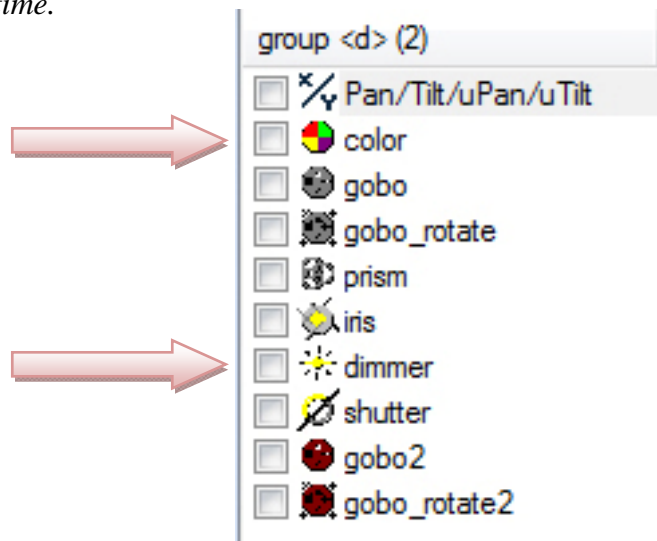 time.
group <d> (2)
Pan/Tilt/uPan/uTilt
color
gobo
gobo_rotate
prism
iris
dimmer
shutter
gobo2
gobo_rotate2